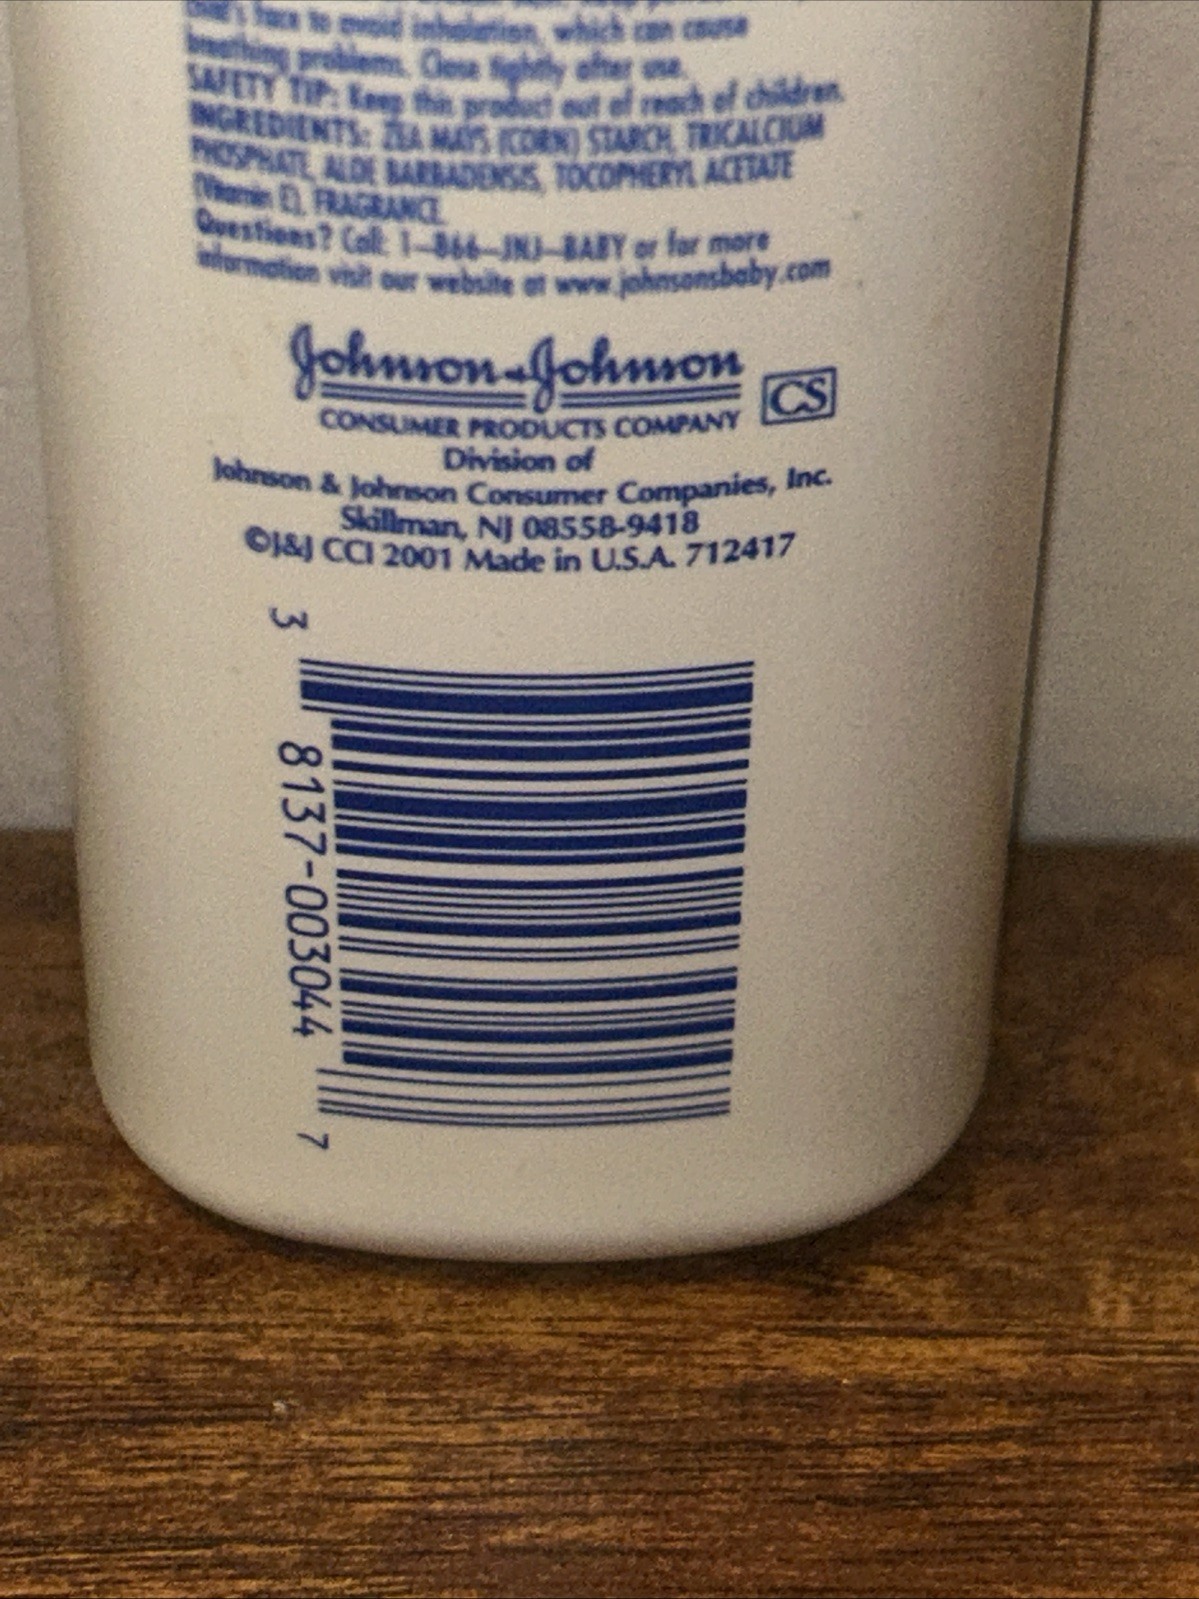 face to avoid inhalation, which can cause
breathing problems. Close tightly after use.
SAFETY TIP: Keep this product out of reach of children.
INGREDIENTS: ZEA MAYS (CORN) STARCH, TRICALCIUM
PHOSPHATE, ALOE BARBADENSIS, TOCOPHERYL ACETATE
(Vitamin E), FRAGRANCE
Questions? Call: 1–866–JNJ–BABY or for more
information visit our website at www.johnsonsbaby.com
Johnson & Johnson
CS
CONSUMER PRODUCTS COMPANY
Division of
Johnson & Johnson Consumer Companies, Inc.
Skillman, NJ 08558-9418
©J&J CCI 2001 Made in U.S.A. 712417
3
8137-003044
7